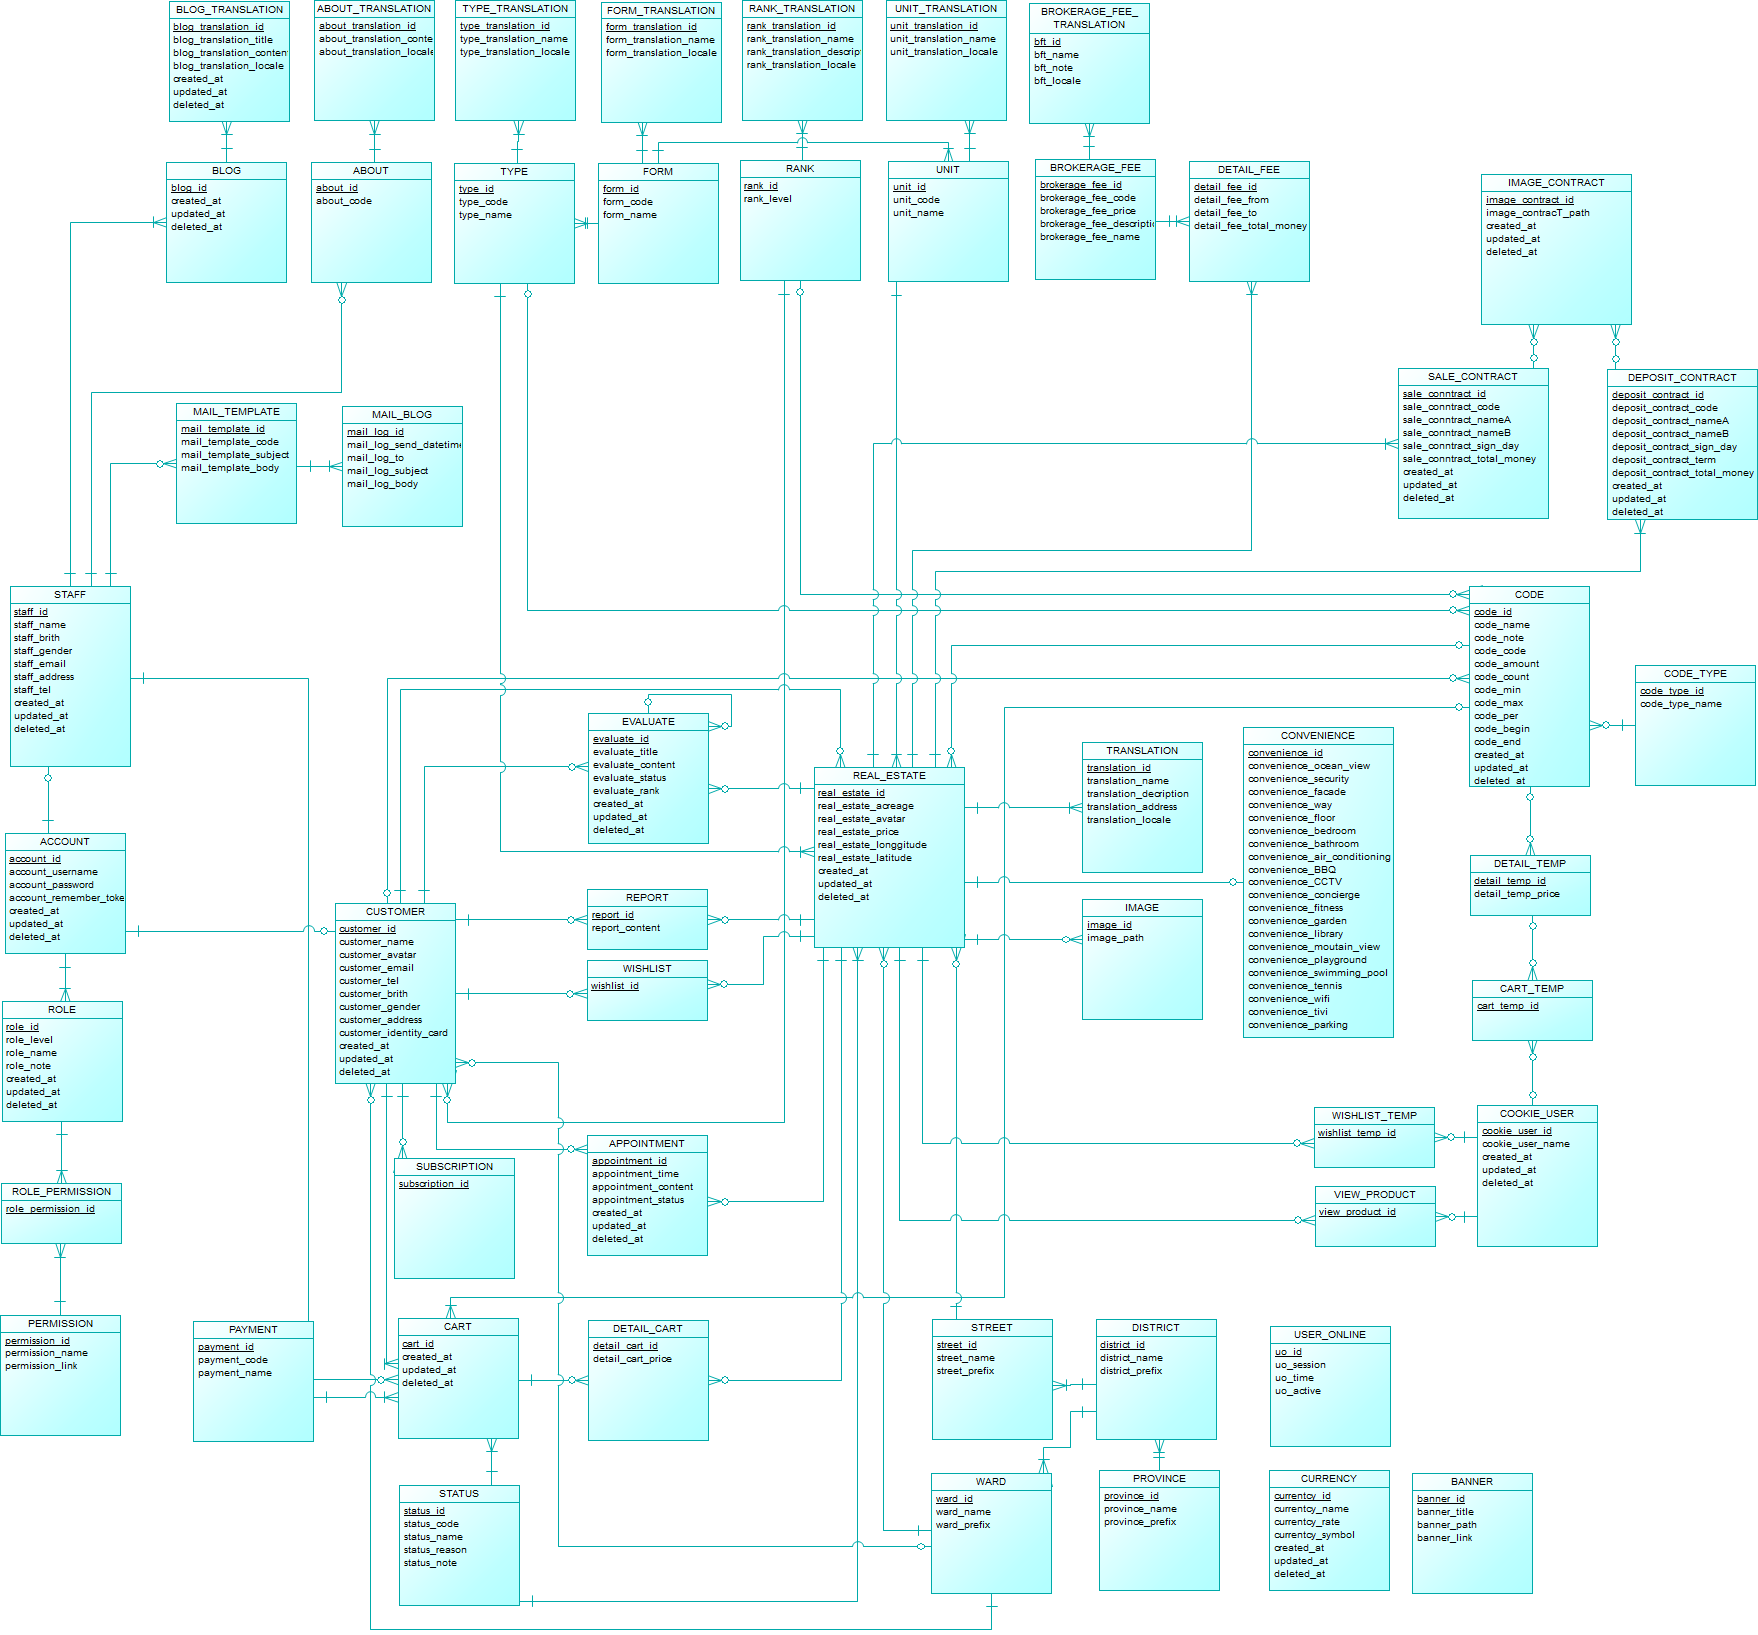 BLOG_TRANSLATION
blog_translation_id
blog_translation_title
blog_translation_conten
blog_translation_locale
created_at
updated_at
deleted_at
ABOUT_TRANSLATION
about_translation_id
about_translation_conte
about_translation_locale
TYPE_TRANSLATION
type_translation_id
type_translation_name
type_translation_locale
FORM_TRANSLATION
form_translation_id
form_translation_name
form_translation_locale
RANK_TRANSLATION
rank_translation_id
rank_translation_name
rank_translation_descrip
rank_translation_locale
UNIT_TRANSLATION
unit_translation_id
unit_translation_name
unit_translation_locale
BROKERAGE_FEE_
TRANSLATION
bft_id
bft_name
bft_note
bft_locale
BLOG
blog_id
created_at
updated_at
deleted_at
ABOUT
about_id
about_code
TYPE
type_id
type_code
type_name
FORM
form_id
form_code
form_name
RANK
rank_id
rank_level
UNIT
unit_id
unit_code
unit_name
BROKERAGE_FEE
brokerage_fee_id
brokerage_fee_code
brokerage_fee_price
brokerage_fee_descripti
brokerage_fee_name
DETAIL_FEE
detail_fee_id
detail_fee_from
detail_fee_to
detail_fee_total_money
IMAGE_CONTRACT
image_contract_id
image_contracT_path
created_at
updated_at
deleted_at
SALE_CONTRACT
sale_conntract_id
sale_conntract_code
sale_conntract_nameA
sale_conntract_nameB
sale_conntract_sign_day
sale_conntract_total_money
created_at
updated_at
deleted_at
DEPOSIT_CONTRACT
deposit_contract_id
deposit_contract_code
deposit_contract_nameA
deposit_contract_nameB
deposit_contract_sign_day
deposit_contract_term
deposit_contract_total_money
created_at
updated_at
deleted_at
MAIL_TEMPLATE
mail_template_id
mail_template_code
mail_template_subject
mail_template_body
MAIL_BLOG
mail_log_id
mail_log_send_datetime
mail_log_to
mail_log_subject
mail_log_body
STAFF
staff_id
staff_name
staff_brith
staff_gender
staff_email
staff_address
staff_tel
created_at
updated_at
deleted_at
CODE
code_id
code_name
code_note
code_code
code_amount
code_count
code_min
code_max
code_per
code_begin
code_end
created_at
updated_at
deleted_at
CODE_TYPE
code_type_id
code_type_name
EVALUATE
evaluate_id
evaluate_title
evaluate_content
evaluate_status
evaluate_rank
created_at
updated_at
deleted_at
REAL_ESTATE
real_estate_id
real_estate_acreage
real_estate_avatar
real_estate_price
real_estate_longgitude
real_estate_latitude
created_at
updated_at
deleted_at
TRANSLATION
translation_id
translation_name
translation_decription
translation_address
translation_locale
CONVENIENCE
convenience_id
convenience_ocean_view
convenience_security
convenience_facade
convenience_way
convenience_floor
convenience_bedroom
convenience_bathroom
convenience_air_conditioning
convenience_BBQ
convenience_CCTV
convenience_concierge
convenience_fitness
convenience_garden
convenience_library
convenience_moutain_view
convenience_playground
convenience_swimming_pool
convenience_tennis
convenience_wifi
convenience_tivi
convenience_parking
ACCOUNT
account_id
account_username
account_password
account_remember_toke
created_at
updated_at
deleted_at
DETAIL_TEMP
detail_temp_id
detail_temp_price
CUSTOMER
customer_id
customer_name
customer_avatar
customer_email
customer_tel
customer_brith
customer_gender
customer_address
customer_identity_card
created_at
updated_at
deleted_at
REPORT
report_id
report_content
IMAGE
image_id
image_path
WISHLIST
wishlist_id
CART_TEMP
cart_temp_id
ROLE
role_id
role_level
role_name
role_note
created_at
updated_at
deleted_at
WISHLIST_TEMP
wishlist_temp_id
COOKIE_USER
cookie_user_id
cookie_user_name
created_at
updated_at
deleted_at
APPOINTMENT
appointment_id
appointment_time
appointment_content
appointment_status
created_at
updated_at
deleted_at
SUBSCRIPTION
subscription_id
VIEW_PRODUCT
view_product_id
ROLE_PERMISSION
role_permission_id
PERMISSION
permission_id
permission_name
permission_link
PAYMENT
payment_id
payment_code
payment_name
CART
cart_id
created_at
updated_at
deleted_at
DETAIL_CART
detail_cart_id
detail_cart_price
STREET
street_id
street_name
street_prefix
DISTRICT
district_id
district_name
district_prefix
USER_ONLINE
uo_id
uo_session
uo_time
uo_active
STATUS
status_id
status_code
status_name
status_reason
status_note
WARD
ward_id
ward_name
ward_prefix
PROVINCE
province_id
province_name
province_prefix
CURRENCY
currentcy_id
currentcy_name
currentcy_rate
currentcy_symbol
created_at
updated_at
deleted_at
BANNER
banner_id
banner_title
banner_path
banner_link